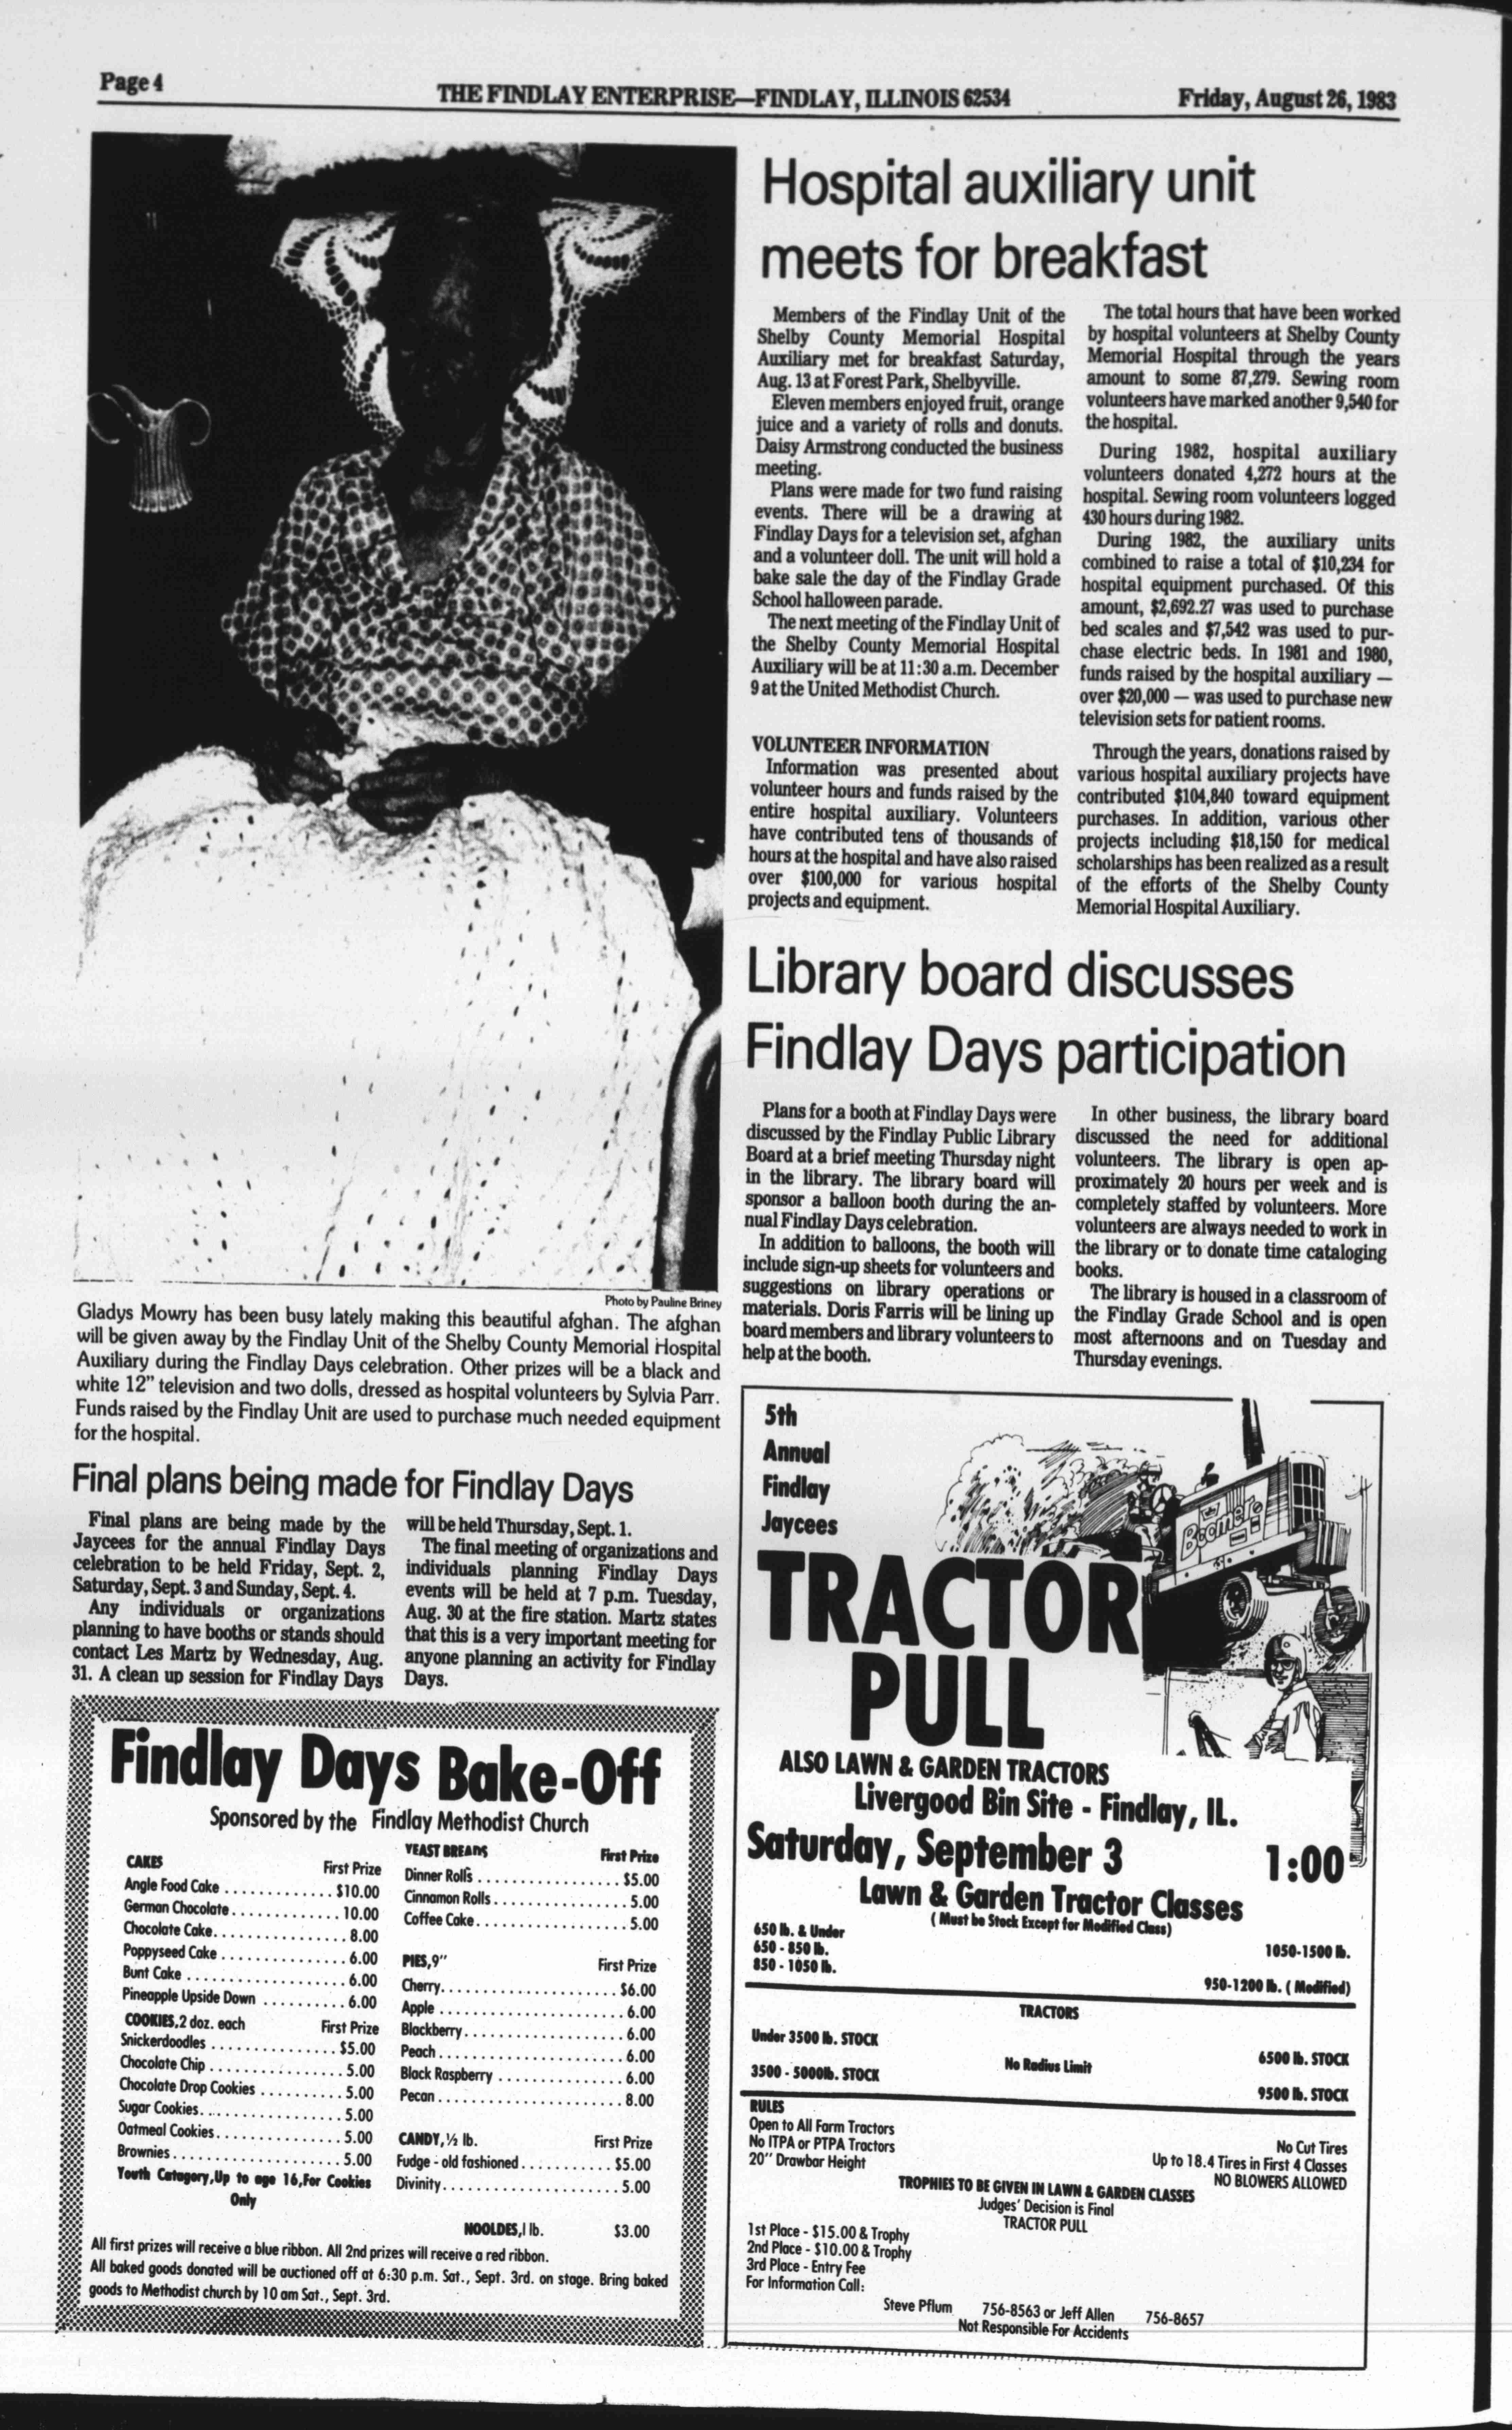 Page 4
THE FINDLAY ENTERPRISE—FINDLAY, ILLINOIS 62534
Friday, August 26, 1983
Photo by Pauline Briney
Gladys Mowry has been busy lately making this beautiful afghan. The afghan
will be given away by the Findlay Unit of the Shelby County Memorial Hospital
Auxiliary during the Findlay Days celebration. Other prizes will be a black and
white 12" television and two dolls, dressed as hospital volunteers by Sylvia Parr.
Funds raised by the Findlay Unit are used to purchase much needed equipment
for the hospital.
Hospital auxiliary unit
meets for breakfast
Members of the Findlay Unit of the
Shelby County Memorial Hospital
Auxiliary met for breakfast Saturday,
Aug. 13 at Forest Park, Shelbyville.
Eleven members enjoyed fruit, orange
juice and a variety of rolls and donuts.
Daisy Armstrong conducted the business
meeting.
Plans were made for two fund raising
events. There will be a drawing at
Findlay Days for a television set, afghan
and a volunteer doll. The unit will hold a
bake sale the day of the Findlay Grade
School halloween parade.
The next meeting of the Findlay Unit of
the Shelby County Memorial Hospital
Auxiliary will be at 11:30 a.m. December
9 at the United Methodist Church.
VOLUNTEER INFORMATION
Information was presented about
volunteer hours and funds raised by the
entire hospital auxiliary. Volunteers
have contributed tens of thousands of
hours at the hospital and have also raised
over $100,000 for various hospital
projects and equipment.
The total hours that have been worked
by hospital volunteers at Shelby County
Memorial Hospital through the years
amount to some 87,279. Sewing room
volunteers have marked another 9,540 for
the hospital.
During 1982, hospital auxiliary
volunteers donated 4,272 hours at the
hospital. Sewing room volunteers logged
430 hours during 1982.
During 1982, the auxiliary units
combined to raise a total of $10,234 for
hospital equipment purchased. Of this
amount, $2,692.27 was used to purchase
bed scales and $7,542 was used to pur-
chase electric beds. In 1981 and 1980,
funds raised by the hospital auxiliary —
over $20,000 — was used to purchase new
television sets for patient rooms.
Through the years, donations raised by
various hospital auxiliary projects have
contributed $104,840 toward equipment
purchases. In addition, various other
projects including $18,150 for medical
scholarships has been realized as a result
of the efforts of the Shelby County
Memorial Hospital Auxiliary.
Library board discusses
Findlay Days participation
Plans for a booth at Findlay Days were
discussed by the Findlay Public Library
Board at a brief meeting Thursday night
in the library. The library board will
sponsor a balloon booth during the an-
nual Findlay Days celebration.
In addition to balloons, the booth will
include sign-up sheets for volunteers and
suggestions on library operations or
materials. Doris Farris will be lining up
board members and library volunteers to
help at the booth.
In other business, the library board
discussed the need for additional
volunteers. The library is open ap-
proximately 20 hours per week and is
completely staffed by volunteers. More
volunteers are always needed to work in
the library or to donate time cataloging
books.
The library is housed in a classroom of
the Findlay Grade School and is open
most afternoons and on Tuesday and
Thursday evenings.
Final plans being made for Findlay Days
Final plans are being made by the
Jaycees for the annual Findlay Days
celebration to be held Friday, Sept. 2,
Saturday, Sept. 3 and Sunday, Sept. 4.
Any individuals or organizations
planning to have booths or stands should
contact Les Martz by Wednesday, Aug.
31. A clean up session for Findlay Days
will be held Thursday, Sept. 1.
The final meeting of organizations and
individuals planning Findlay Days
events will be held at 7 p.m. Tuesday,
Aug. 30 at the fire station. Martz states
that this is a very important meeting for
anyone planning an activity for Findlay
Days.
Findlay Days Bake-Off
Sponsored by the Findlay Methodist Church
CAKES First Prize
Angle Food Cake ............. $10.00
German Chocolate ............. 10.00
Chocolate Cake ................ 8.00
Poppyseed Cake ............... 6.00
Bunt Cake ................... 6.00
Pineapple Upside Down .......... 6.00
COOKIES, 2 doz. each First Prize
Snickerdoodles ............... $5.00
Chocolate Chip ................ 5.00
Chocolate Drop Cookies .......... 5.00
Sugar Cookies ................. 5.00
Oatmeal Cookies ............... 5.00
Brownies .................... 5.00
Youth Catagory, Up to age 16, For Cookies
Only
YEAST BREADS First Prize
Dinner Rolls ................. $5.00
Cinnamon Rolls ................ 5.00
Coffee Cake .................. 5.00
PIES, 9" First Prize
Cherry ..................... $6.00
Apple ...................... 6.00
Blackberry ................... 6.00
Peach ...................... 6.00
Black Raspberry ............... 6.00
Pecan ...................... 8.00
CANDY, ½ lb. First Prize
Fudge - old fashioned ........... $5.00
Divinity ..................... 5.00
NOOLDES, 1 lb. $3.00
All first prizes will receive a blue ribbon. All 2nd prizes will receive a red ribbon.
All baked goods donated will be auctioned off at 6:30 p.m. Sat., Sept. 3rd. on stage. Bring baked
goods to Methodist church by 10 am Sat., Sept. 3rd.
5th
Annual
Findlay
Jaycees
Boomer
TRACTOR
PULL
ALSO LAWN & GARDEN TRACTORS
Livergood Bin Site - Findlay, IL.
Saturday, September 3 1:00
Lawn & Garden Tractor Classes
( Must be Stock Except for Modified Class)
650 lb. & Under
650 - 850 lb.
850 - 1050 lb.
1050-1500 lb.
950-1200 lb. ( Modified)
TRACTORS
Under 3500 lb. STOCK
3500 - 5000lb. STOCK
No Radius Limit
6500 lb. STOCK
9500 lb. STOCK
RULES
Open to All Farm Tractors
No ITPA or PTPA Tractors
20" Drawbar Height
No Cut Tires
Up to 18.4 Tires in First 4 Classes
NO BLOWERS ALLOWED
TROPHIES TO BE GIVEN IN LAWN & GARDEN CLASSES
Judges' Decision is Final
TRACTOR PULL
1st Place - $15.00 & Trophy
2nd Place - $10.00 & Trophy
3rd Place - Entry Fee
For Information Call:
Steve Pflum 756-8563 or Jeff Allen 756-8657
Not Responsible For Accidents